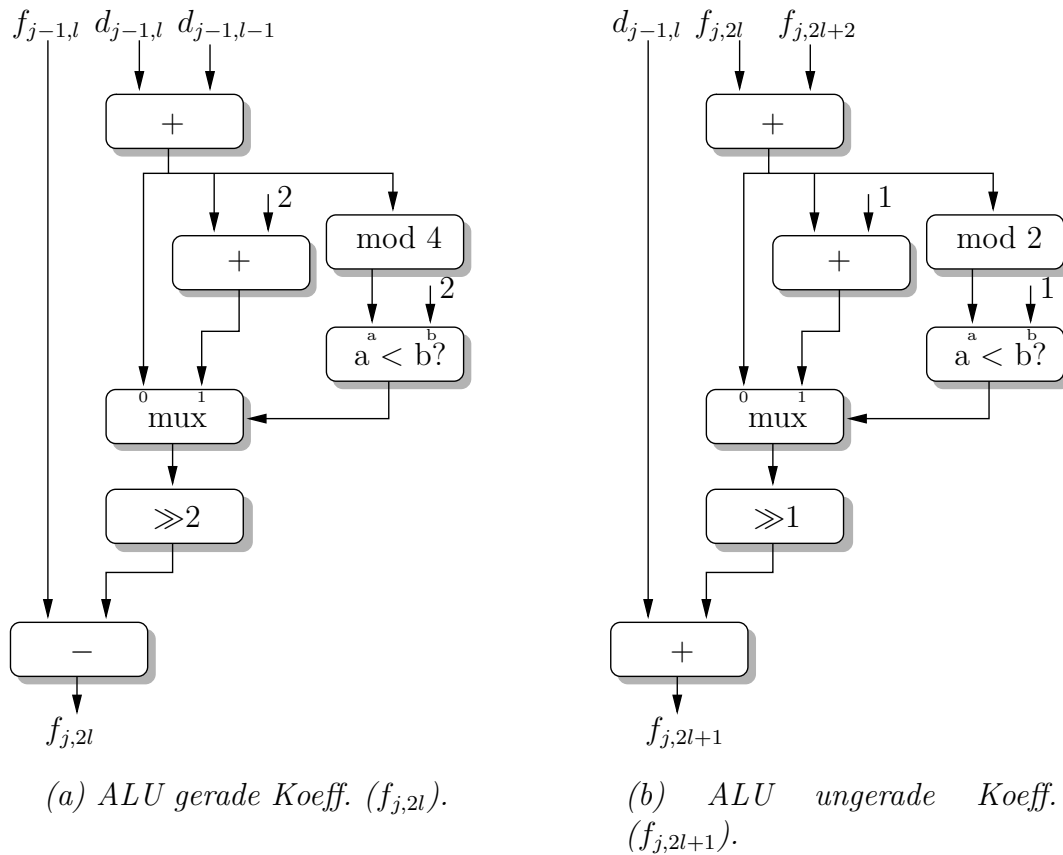 f_{j−1,l} d_{j−1,l} d_{j−1,l−1}
+
2
+
mod 4
2
a b
a < b?
0 1
mux
≫2
−
f_{j,2l}
(a) ALU gerade Koeff. (f_{j,2l}).
d_{j−1,l} f_{j,2l} f_{j,2l+2}
+
1
+
mod 2
1
a b
a < b?
0 1
mux
≫1
+
f_{j,2l+1}
(b) ALU ungerade Koeff.
(f_{j,2l+1}).